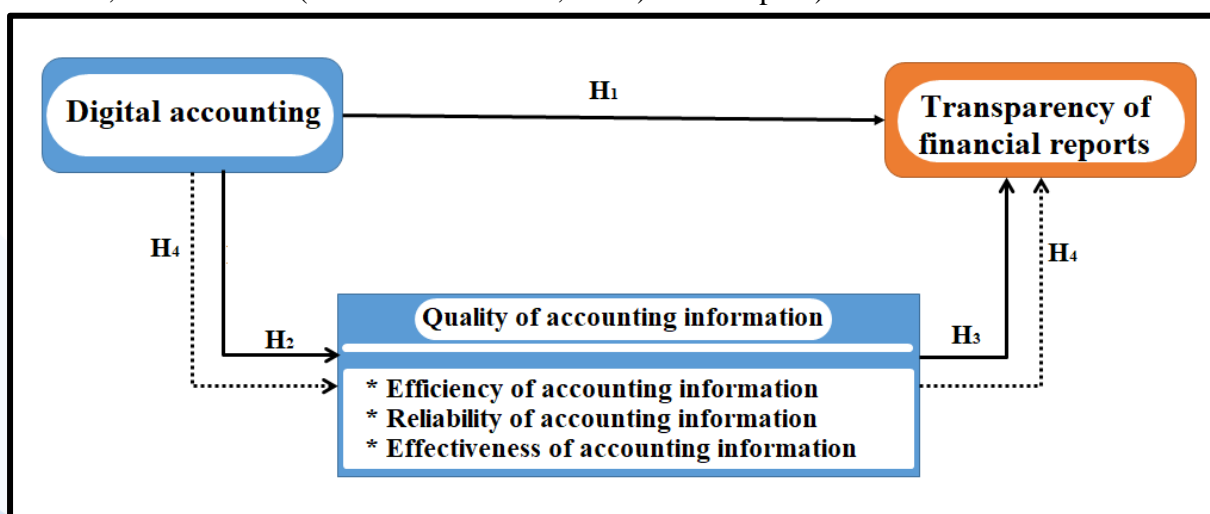 Digital accounting
H1
Transparency of
financial reports
H4
H2
Quality of accounting information
* Efficiency of accounting information
* Reliability of accounting information
* Effectiveness of accounting information
H3
H4